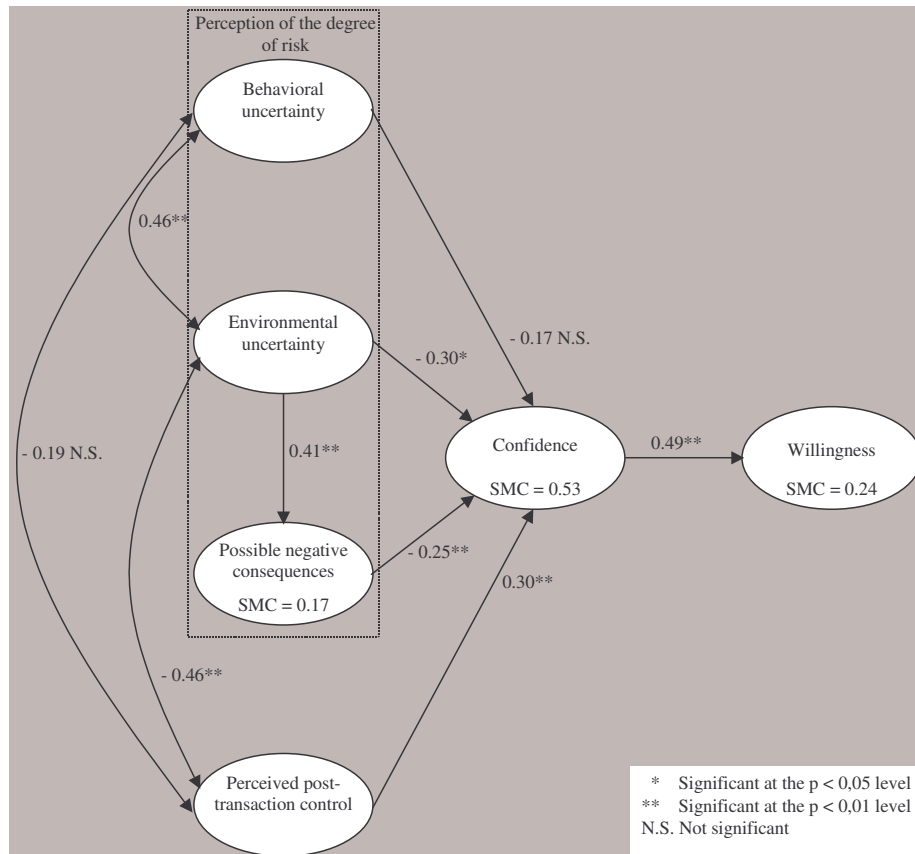 Perception of the degree
of risk
Behavioral
uncertainty
0.46**
Environmental
uncertainty
- 0.17 N.S.
- 0.30*
- 0.19 N.S.
0.41**
Confidence
SMC = 0.53
0.49**
Willingness
SMC = 0.24
Possible negative
consequences
SMC = 0.17
- 0.25**
0.30**
- 0.46**
Perceived post-
transaction control
* Significant at the p < 0,05 level
** Significant at the p < 0,01 level
N.S. Not significant